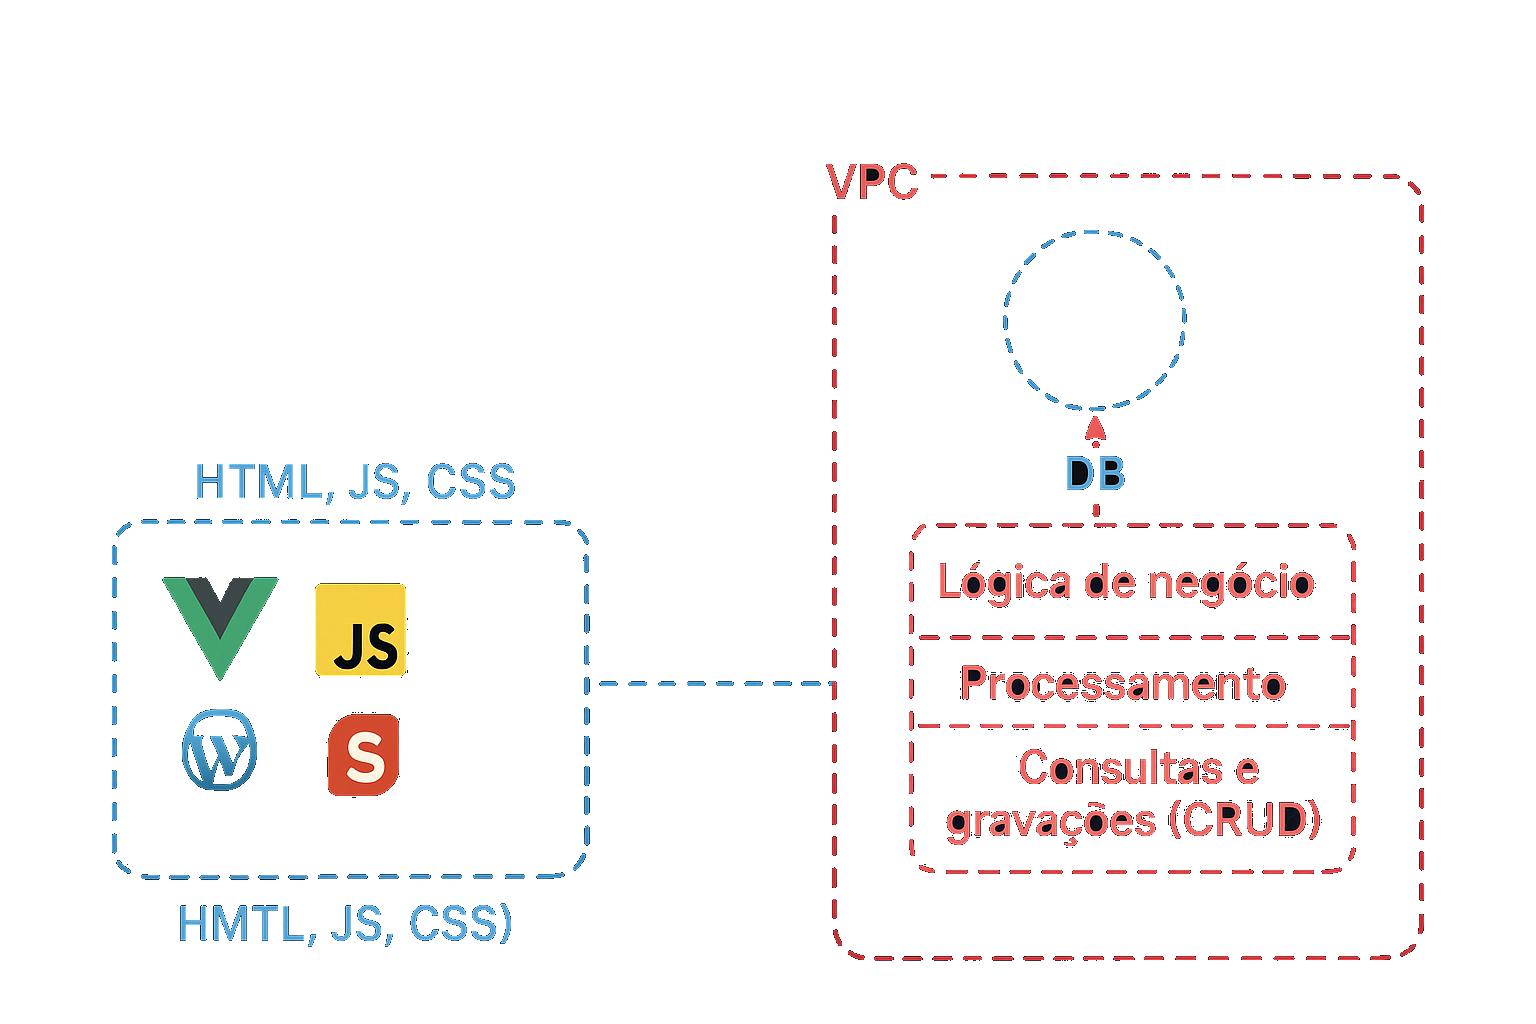 VPC
DB
HTML, JS, CSS
JS
W
S
HMTL, JS, CSS)
Lógica de negócio
Processamento
Consultas e
gravações (CRUD)